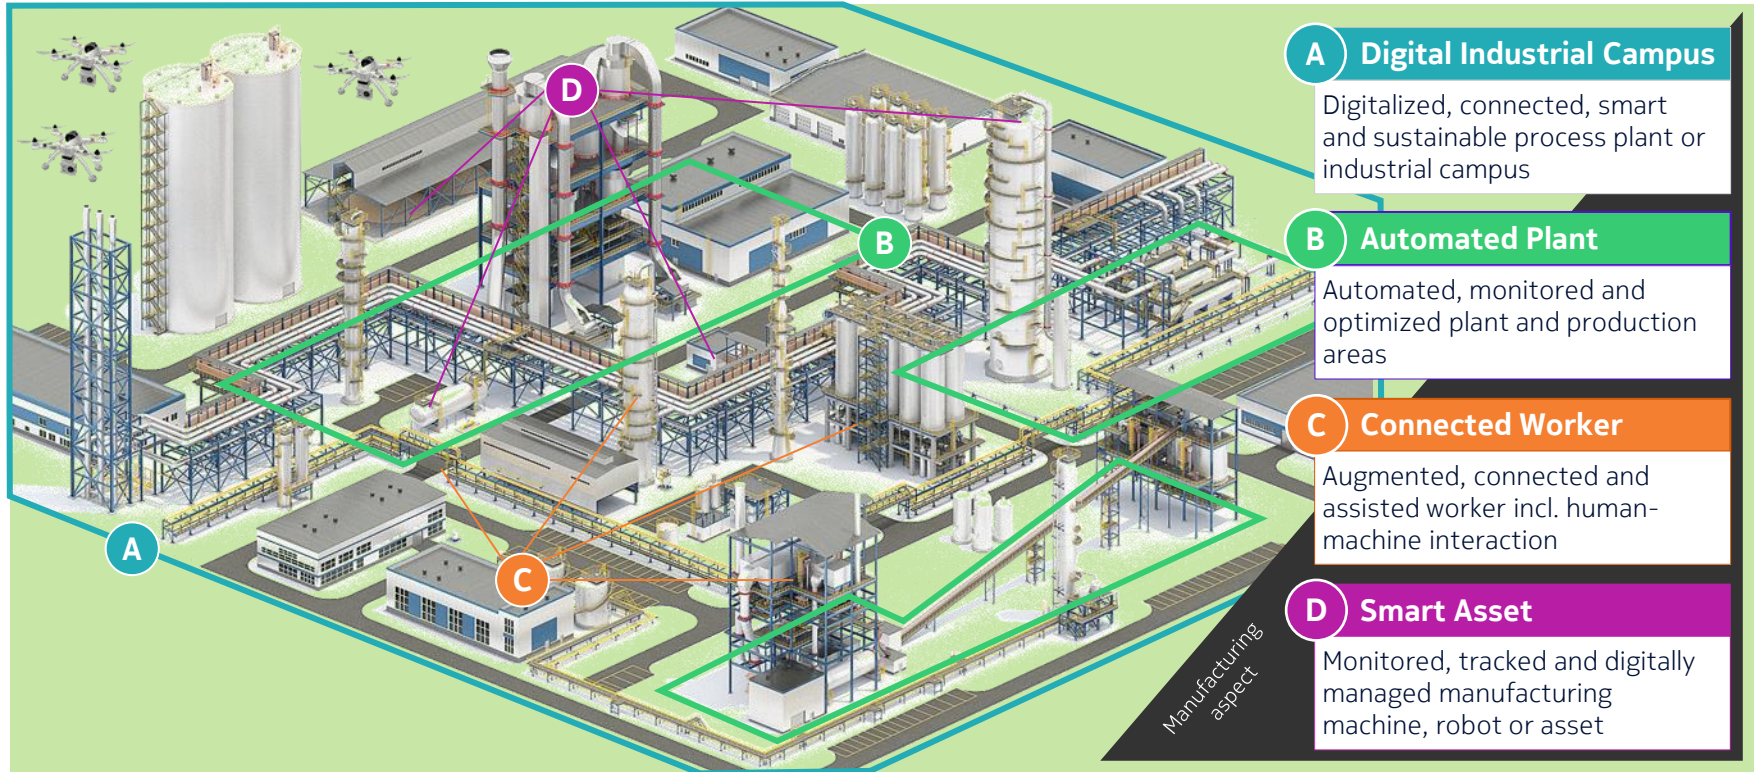 A Digital Industrial Campus
Digitalized, connected, smart
and sustainable process plant or
industrial campus
B Automated Plant
Automated, monitored and
optimized plant and production
areas
C Connected Worker
Augmented, connected and
assisted worker incl. human-
machine interaction
D Smart Asset
Monitored, tracked and digitally
managed manufacturing
machine, robot or asset
Manufacturing
aspect
D
B
A
C